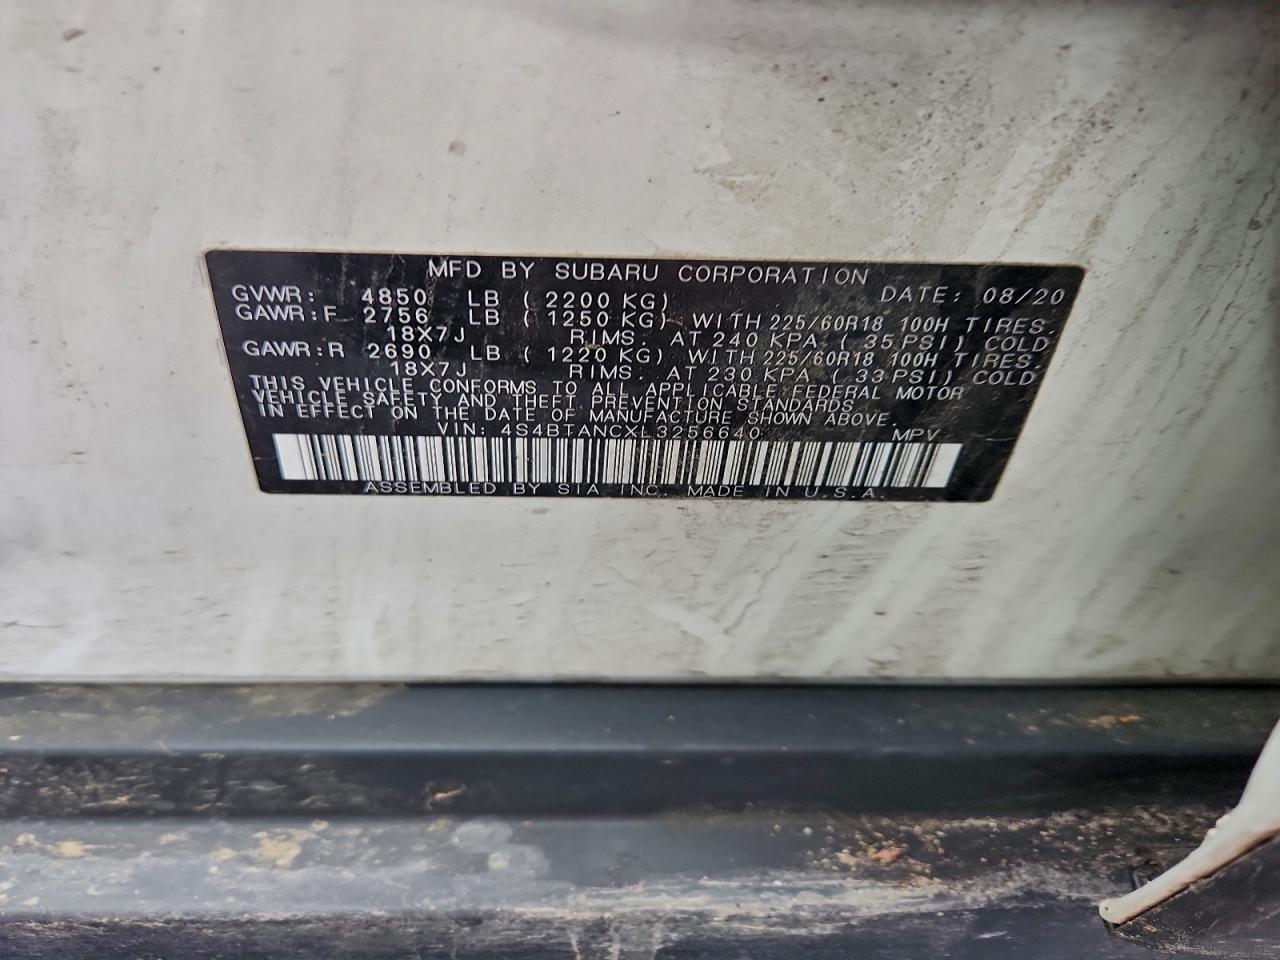 MFD BY SUBARU CORPORATION
GVWR: 4850 LB ( 2200 KG) DATE: 08/20
GAWR:F 2756 LB ( 1250 KG) WITH 225/60R18 100H TIRES.
18X7J RIMS. AT 240 KPA ( 35 PSI) COLD
GAWR:R 2690 LB ( 1220 KG) WITH 225/60R18 100H TIRES.
18X7J RIMS. AT 230 KPA ( 33 PSI) COLD
THIS VEHICLE CONFORMS TO ALL APPLICABLE FEDERAL MOTOR
VEHICLE SAFETY AND THEFT PREVENTION STANDARDS
IN EFFECT ON THE DATE OF MANUFACTURE SHOWN ABOVE.
VIN: 4S4BTANCXL3256640 MPV
ASSEMBLED BY SIA INC. MADE IN U.S.A.